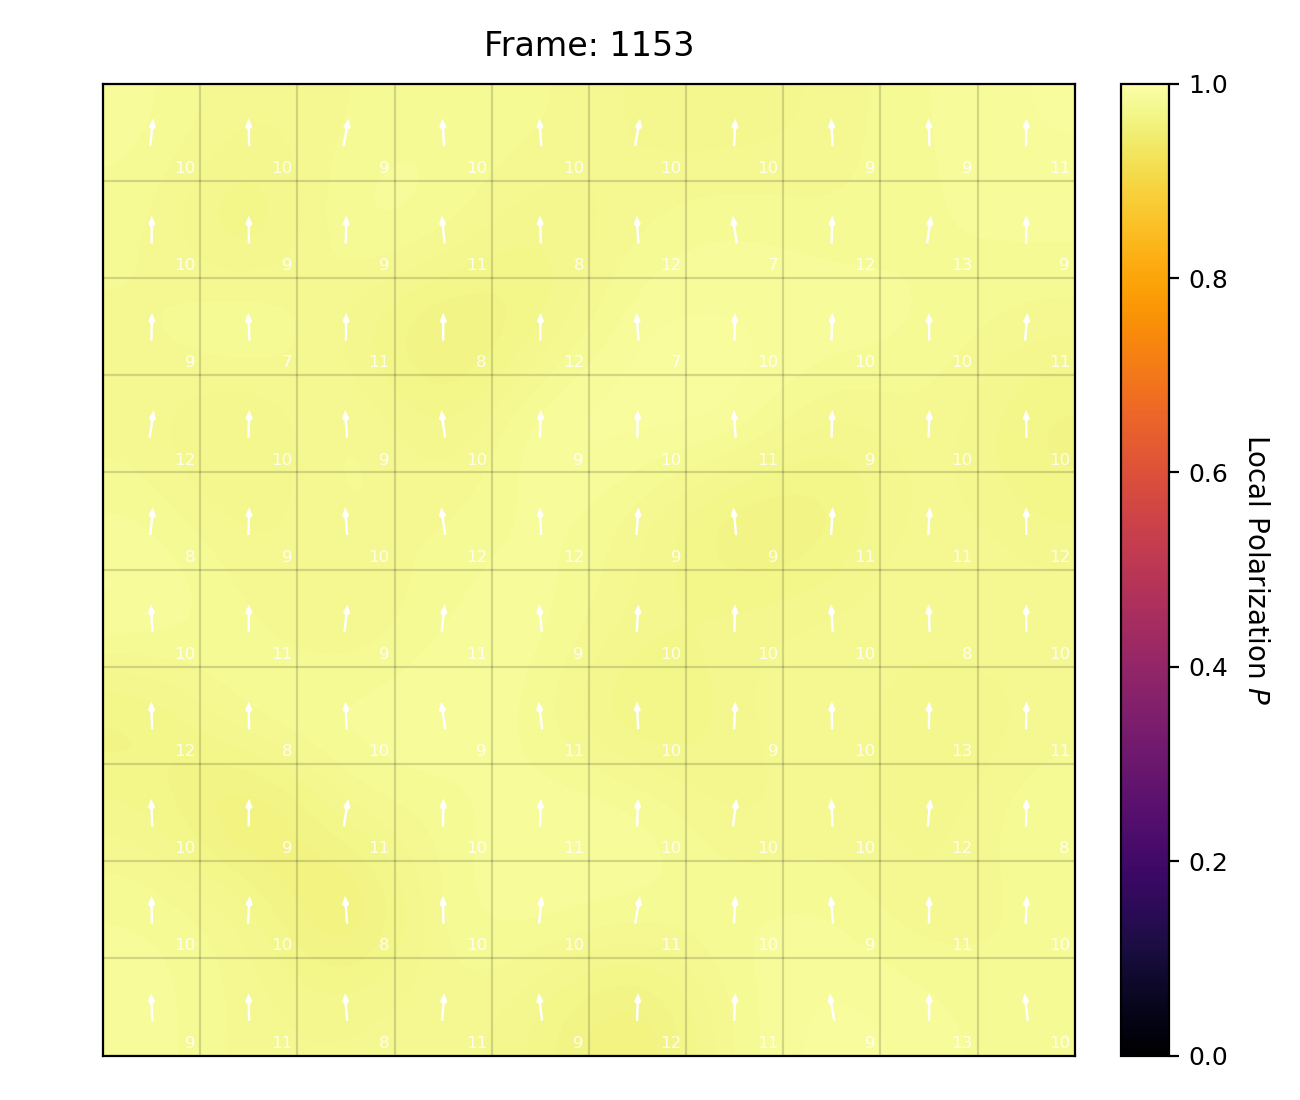 Frame: 1153
10 10 9 10 10 10 10 9 9 11
10 9 9 11 8 12 7 12 13 9
9 7 11 8 12 7 10 10 10 11
12 10 9 10 9 10 11 9 10 10
8 9 10 12 12 9 9 11 11 12
10 11 9 11 9 10 10 10 8 10
12 8 10 9 11 10 9 10 13 11
10 9 11 10 11 10 10 10 12 8
10 10 8 10 10 11 10 9 11 10
9 11 8 11 9 12 11 9 13 10
1.0
0.8
0.6
0.4
0.2
0.0
Local Polarization P